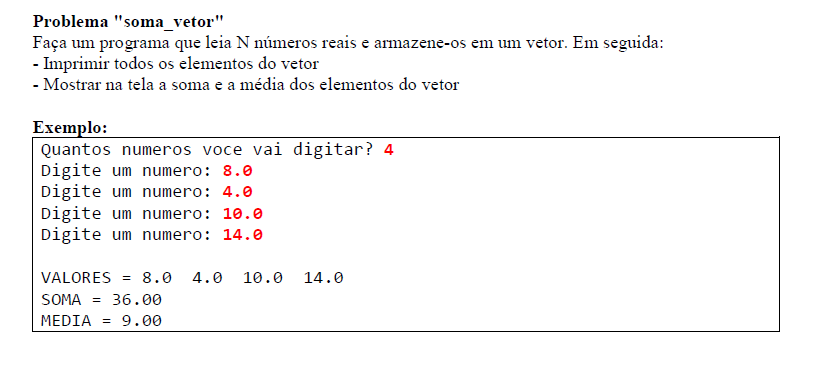 Problema "soma_vetor"
Faça um programa que leia N números reais e armazene-os em um vetor. Em seguida:
- Imprimir todos os elementos do vetor
- Mostrar na tela a soma e a média dos elementos do vetor
Exemplo:
Quantos numeros voce vai digitar? 4
Digite um numero: 8.0
Digite um numero: 4.0
Digite um numero: 10.0
Digite um numero: 14.0
VALORES = 8.0  4.0  10.0  14.0
SOMA = 36.00
MEDIA = 9.00